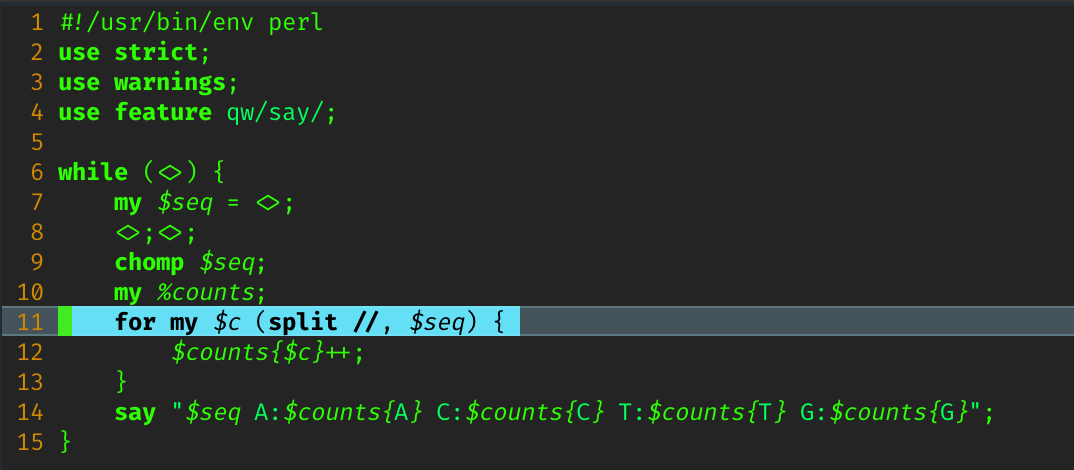 1 #!/usr/bin/env perl
2 use strict;
3 use warnings;
4 use feature qw/say/;
5
6 while (<>) {
7     my $seq = <>;
8     <>;<>;
9     chomp $seq;
10     my %counts;
11     for my $c (split //, $seq) {
12         $counts{$c}++;
13     }
14     say "$seq A:$counts{A} C:$counts{C} T:$counts{T} G:$counts{G}";
15 }